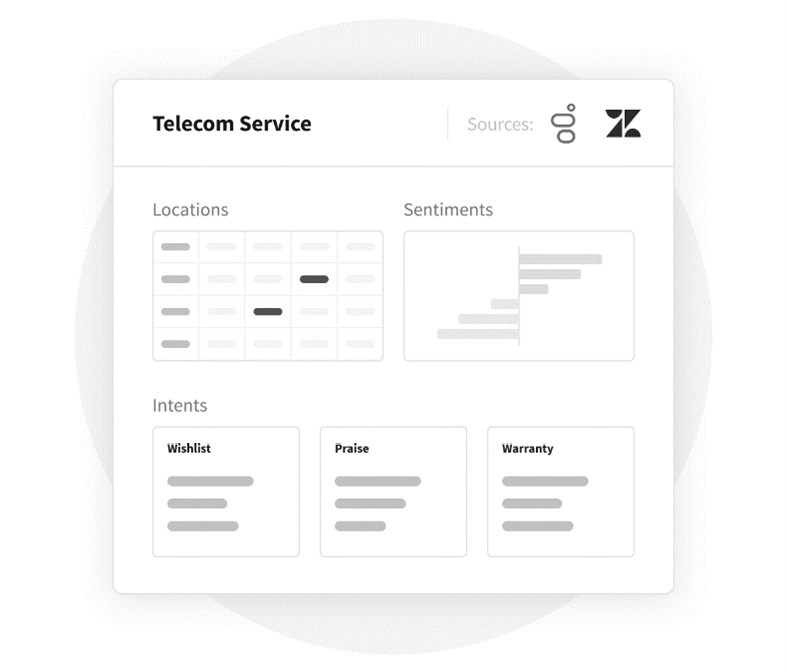 Telecom Service
Sources:
Locations
Sentiments
Intents
Wishlist
Praise
Warranty